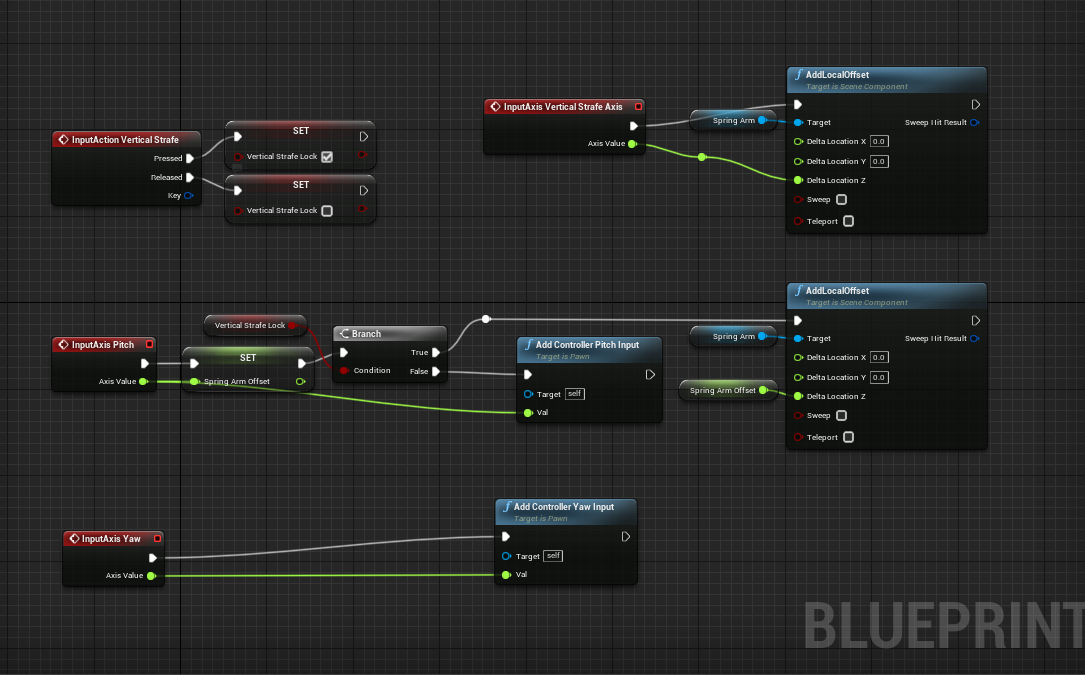 InputAction Vertical Strafe
Pressed
Released
Key
SET
Vertical Strafe Lock
SET
Vertical Strafe Lock
InputAxis Vertical Strafe Axis
Axis Value
Spring Arm
AddLocalOffset
Target is Scene Component
Target
Sweep Hit Result
Delta Location X 0.0
Delta Location Y 0.0
Delta Location Z
Sweep
Teleport
InputAxis Pitch
Axis Value
Vertical Strafe Lock
SET
Spring Arm Offset
Branch
True
Condition
False
Add Controller Pitch Input
Target is Pawn
Target self
Val
Spring Arm
Spring Arm Offset
AddLocalOffset
Target is Scene Component
Target
Sweep Hit Result
Delta Location X 0.0
Delta Location Y 0.0
Delta Location Z
Sweep
Teleport
InputAxis Yaw
Axis Value
Add Controller Yaw Input
Target is Pawn
Target self
Val
BLUEPRINT